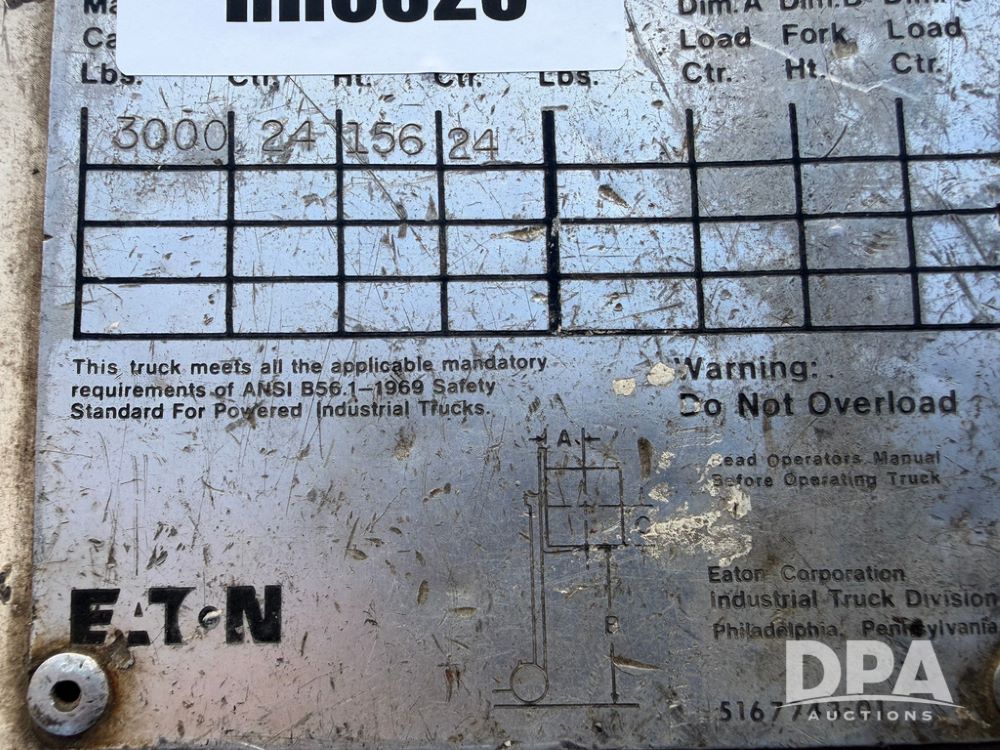 Dim. A
Load Fork Load
Lbs. Ctr. Ht. Ctr. Lbs. Ctr. Ht. Ctr.
3000 24 156 24
This truck meets all the applicable mandatory
requirements of ANSI B56.1-1969 Safety
Standard For Powered Industrial Trucks.
Warning:
Do Not Overload
Read Operators Manual
Before Operating Truck
A
C
B
EATON
Eaton Corporation
Industrial Truck Division
Philadelphia, Pennsylvania
DPA
AUCTIONS